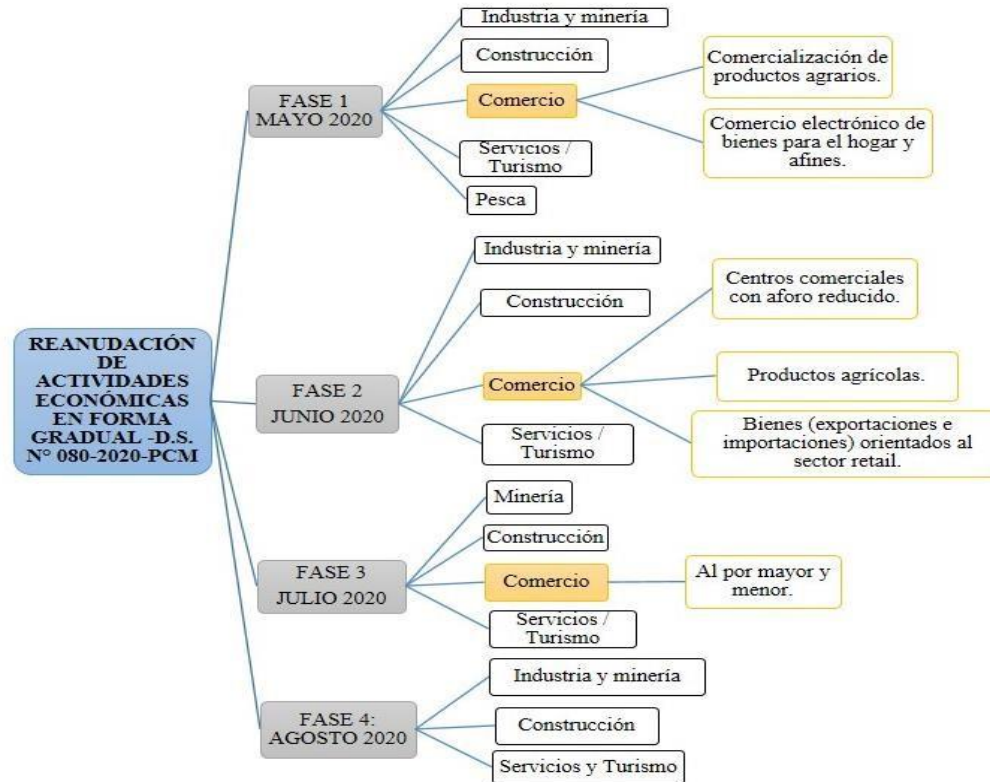 REANUDACIÓN
DE
ACTIVIDADES
ECONÓMICAS
EN FORMA
GRADUAL -D.S.
N° 080-2020-PCM
FASE 1
MAYO 2020
Industria y minería
Construcción
Comercio
Comercialización de
productos agrarios.
Comercio electrónico de
bienes para el hogar y
afines.
Servicios /
Turismo
Pesca
FASE 2
JUNIO 2020
Industria y minería
Construcción
Comercio
Centros comerciales
con aforo reducido.
Productos agrícolas.
Bienes (exportaciones e
importaciones) orientados al
sector retail.
Servicios /
Turismo
FASE 3
JULIO 2020
Minería
Construcción
Comercio
Al por mayor y
menor.
Servicios /
Turismo
FASE 4:
AGOSTO 2020
Industria y minería
Construcción
Servicios y Turismo